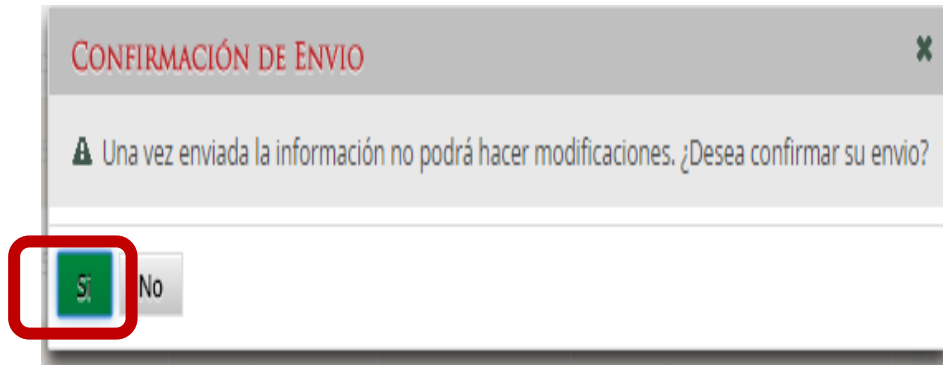 CONFIRMACIÓN DE ENVIO
Una vez enviada la información no podrá hacer modificaciones. ¿Desea confirmar su envio?
Si No